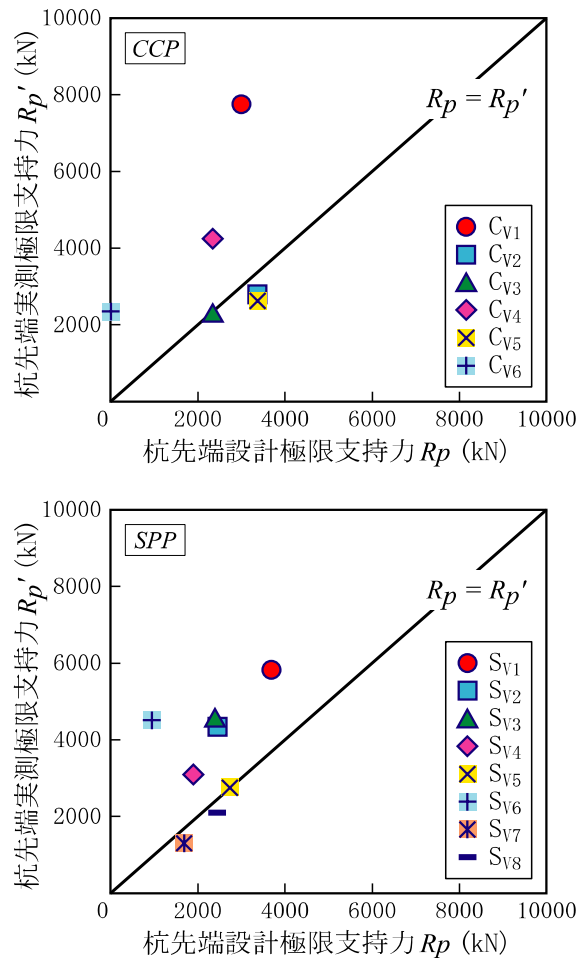 CCP
杭先端実測極限支持力 Rp' (kN)
10000
8000
6000
4000
2000
Rp = Rp'
CV1
CV2
CV3
CV4
CV5
CV6
0 2000 4000 6000 8000 10000
杭先端設計極限支持力 Rp (kN)
SPP
杭先端実測極限支持力 Rp' (kN)
10000
8000
6000
4000
2000
Rp = Rp'
SV1
SV2
SV3
SV4
SV5
SV6
SV7
SV8
0 2000 4000 6000 8000 10000
杭先端設計極限支持力 Rp (kN)